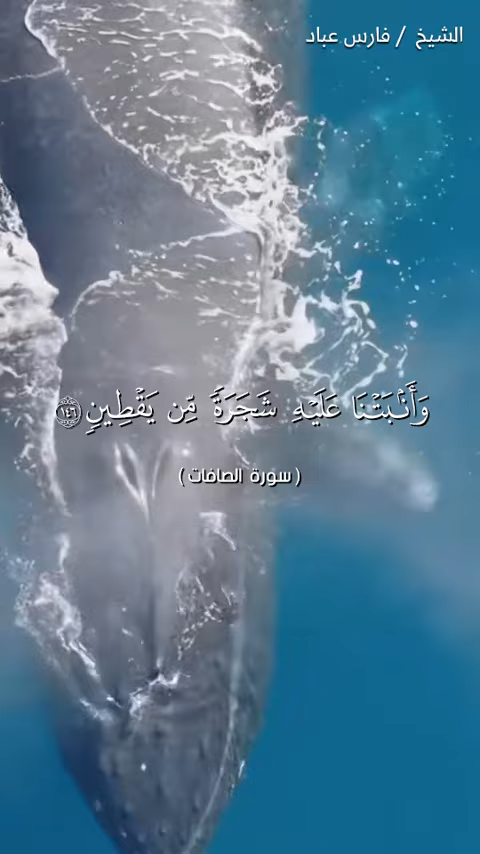 الشيخ / فارس عباد
وَأَنۢبَتۡنَا عَلَيۡهِ شَجَرَةٗ مِّن يَقۡطِينٖ ١٤٦
( سورة الصافات )